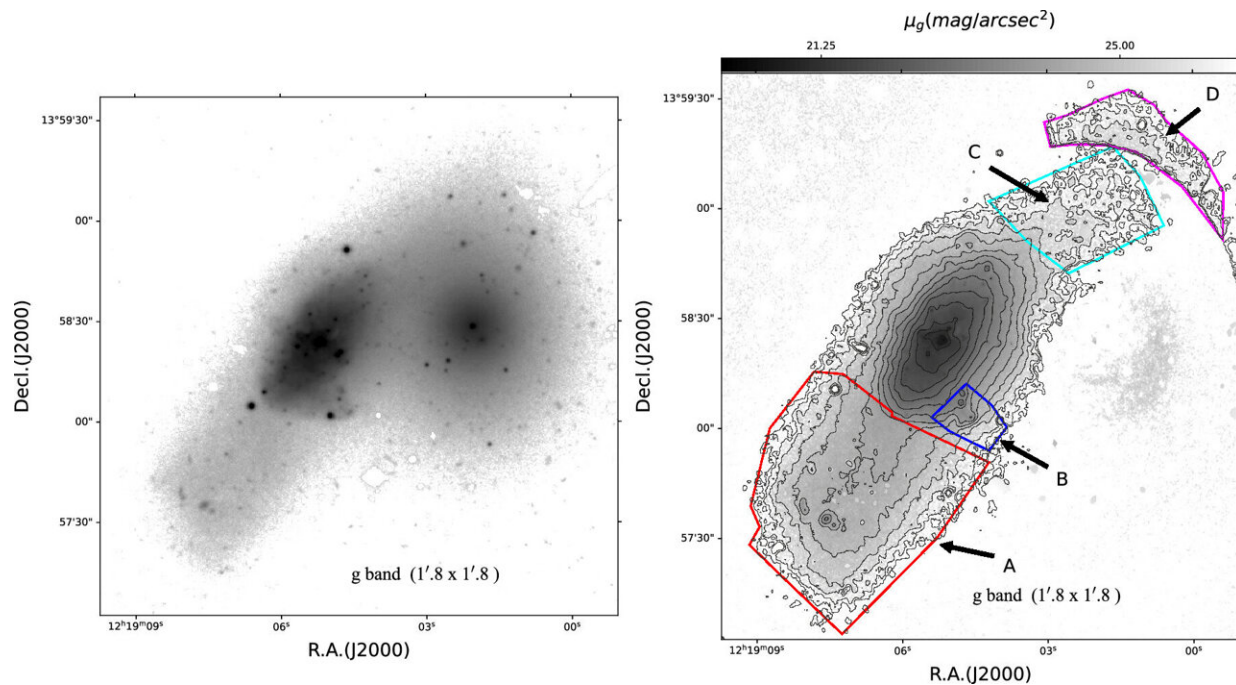 μg(mag/arcsec²)
21.25 25.00
13°59'30"
00"
58'30"
00"
57'30"
Decl.(J2000)
g band (1′.8 x 1′.8 )
12ʰ19ᵐ09ˢ 06ˢ 03ˢ 00ˢ
R.A.(J2000)
13°59'30"
00"
58'30"
00"
57'30"
Decl.(J2000)
D
C
B
A
g band (1′.8 x 1′.8 )
12ʰ19ᵐ09ˢ 06ˢ 03ˢ 00ˢ
R.A.(J2000)